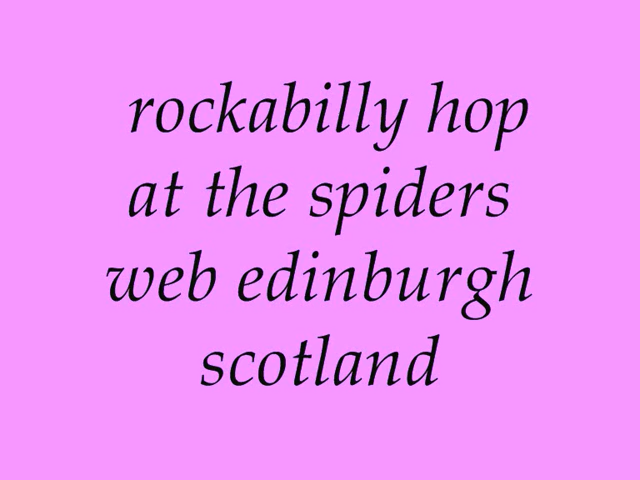 rockabilly hop
at the spiders
web edinburgh
scotland